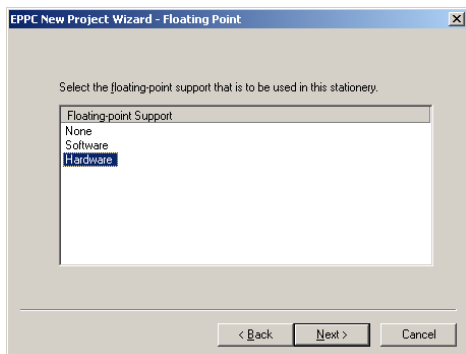 EPPC New Project Wizard - Floating Point
Select the floating-point support that is to be used in this stationery.
Floating-point Support
None
Software
Hardware
< Back Next > Cancel